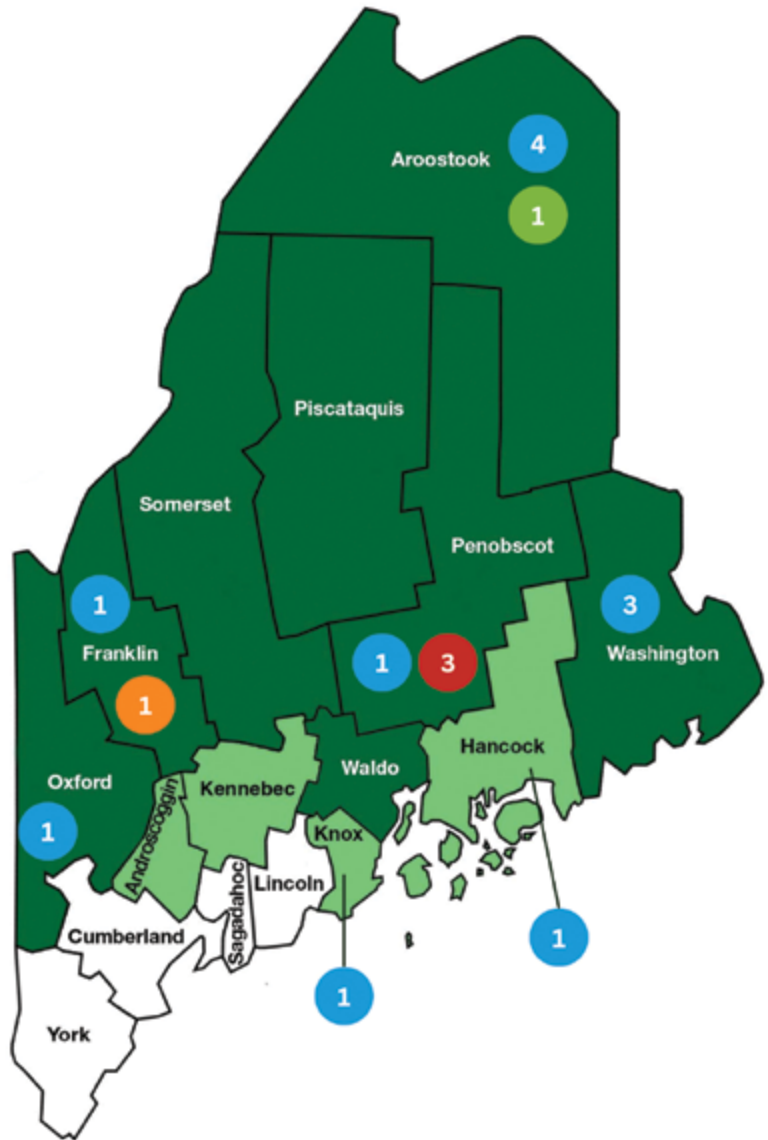 4
Aroostook
1
Piscataquis
Somerset
Penobscot
1
3
Franklin
Washington
1
3
1
Hancock
Waldo
Oxford
Kennebec
1
Androscoggin
Knox
Lincoln
Sagadahoc
Cumberland
1
1
York